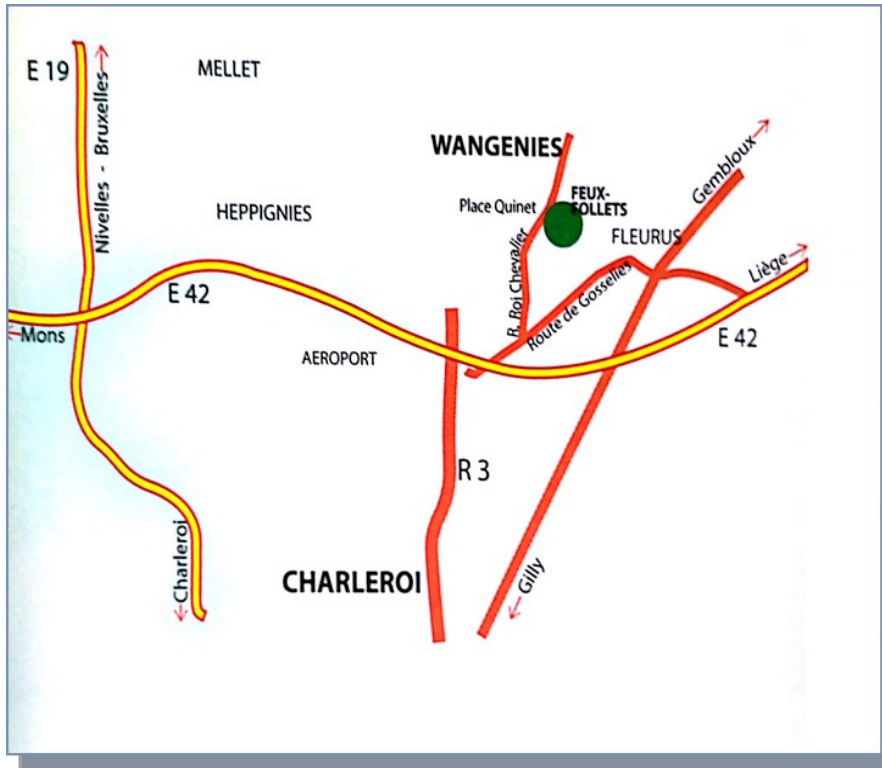 E 19
Nivelles - Bruxelles
MELLET
WANGENIES
Gembloux
Place Quinet
FEUX-
FOLLETS
HEPPIGNIES
FLEURUS
R. Roi Chevalier
Route de Gosselies
Liège
E 42
Mons
AEROPORT
E 42
R 3
Charleroi
CHARLEROI
Gilly